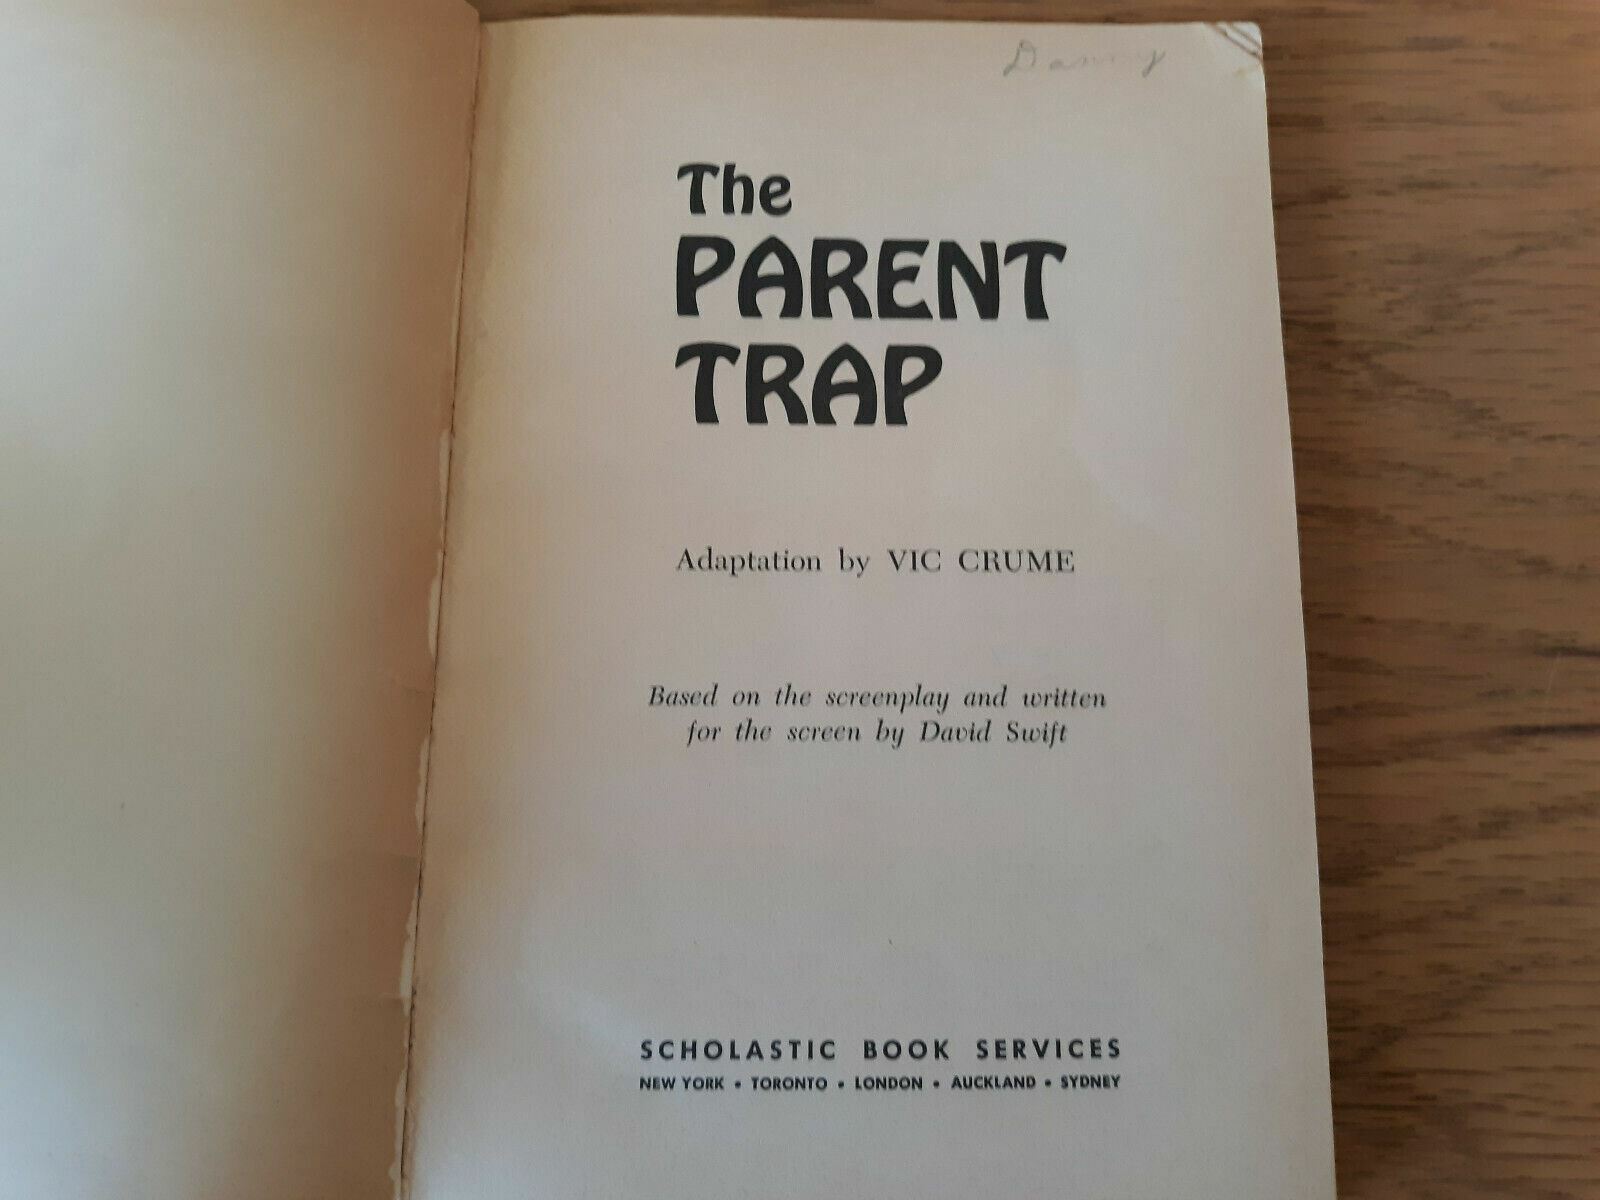 Danny
The
PARENT
TRAP
Adaptation by VIC CRUME
Based on the screenplay and written
for the screen by David Swift
SCHOLASTIC BOOK SERVICES
NEW YORK • TORONTO • LONDON • AUCKLAND • SYDNEY